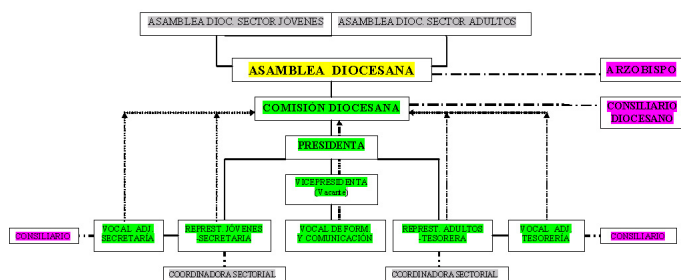 ASAMBLEA DIOC. SECTOR JÓVENES
ASAMBLEA DIOC. SECTOR ADULTOS
ASAMBLEA DIOCESANA
ARZOBISPO
COMISIÓN DIOCESANA
CONSILIARIO
DIOCESANO
PRESIDENTA
VICEPRESIDENTA
(Vacante)
CONSILIARIO
VOCAL ADJ.
SECRETARÍA
REPREST. JÓVENES
-SECRETARIA
VOCAL DE FORM.
Y COMUNICACIÓN
REPREST. ADULTOS
-TESORERA
VOCAL ADJ.
TESORERÍA
CONSILIARIO
COORDINADORA SECTORIAL
COORDINADORA SECTORIAL